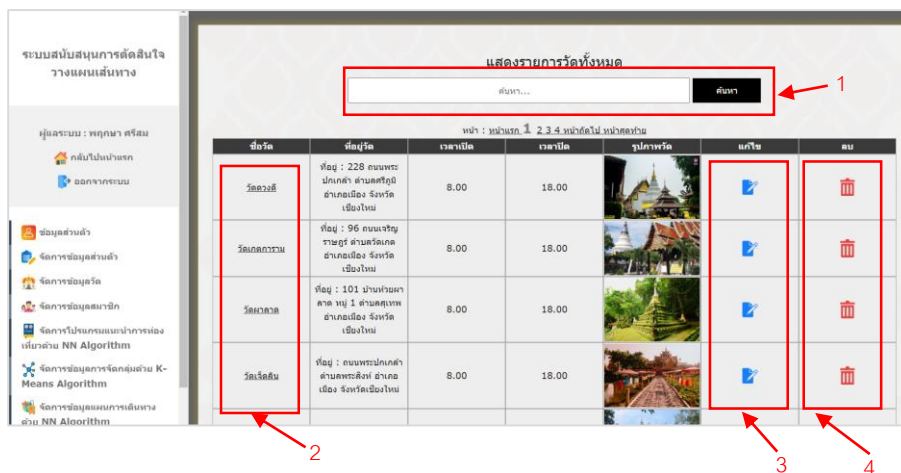 ระบบสนับสนุนการตัดสินใจ
วางแผนเส้นทาง
ผู้ดูแลระบบ : พฤกษา ศรีสม
กลับไปหน้าแรก
ออกจากระบบ
ข้อมูลส่วนตัว
จัดการข้อมูลส่วนตัว
จัดการข้อมูลวัด
จัดการข้อมูลสมาชิก
จัดการโปรแกรมแนะนำการท่อง
เที่ยวด้วย NN Algorithm
จัดการข้อมูลการจัดกลุ่มด้วย K-
Means Algorithm
จัดการข้อมูลแผนการเดินทาง
ด้วย NN Algorithm
แสดงรายการวัดทั้งหมด
ค้นหา...
ค้นหา
1
หน้า : หน้าแรก 1 2 3 4 หน้าถัดไป หน้าสุดท้าย
ชื่อวัด ที่อยู่วัด เวลาเปิด เวลาปิด รูปภาพวัด แก้ไข ลบ
วัดดวงดี
ที่อยู่ : 228 ถนนพระ
ปกเกล้า ตำบลศรีภูมิ
อำเภอเมือง จังหวัด
เชียงใหม่
8.00 18.00
วัดเกตการาม
ที่อยู่ : 96 ถนนเจริญ
ราษฎร์ ตำบลวัดเกต
อำเภอเมือง จังหวัด
เชียงใหม่
8.00 18.00
วัดผาลาด
ที่อยู่ : 101 บ้านห้วยผา
ลาด หมู่ 1 ตำบลสุเทพ
อำเภอเมือง จังหวัด
เชียงใหม่
8.00 18.00
วัดเจ็ดลิน
ที่อยู่ : ถนนพระปกเกล้า
ตำบลพระสิงห์ อำเภอ
เมือง จังหวัดเชียงใหม่
8.00 18.00
2
3
4